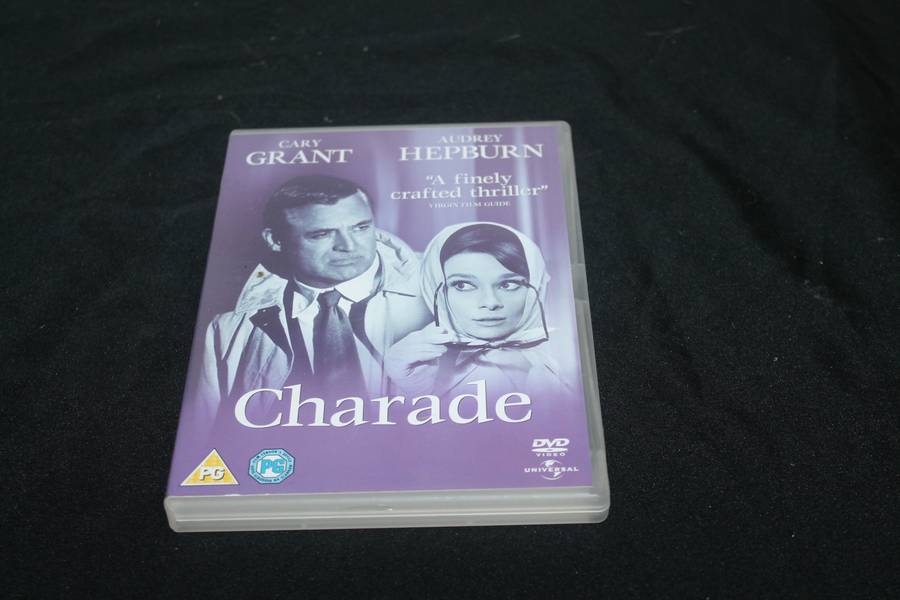 CARY
GRANT
AUDREY
HEPBURN
“A finely
crafted thriller”
VIRGIN FILM GUIDE
Charade
PG
PG
DVD
VIDEO
UNIVERSAL